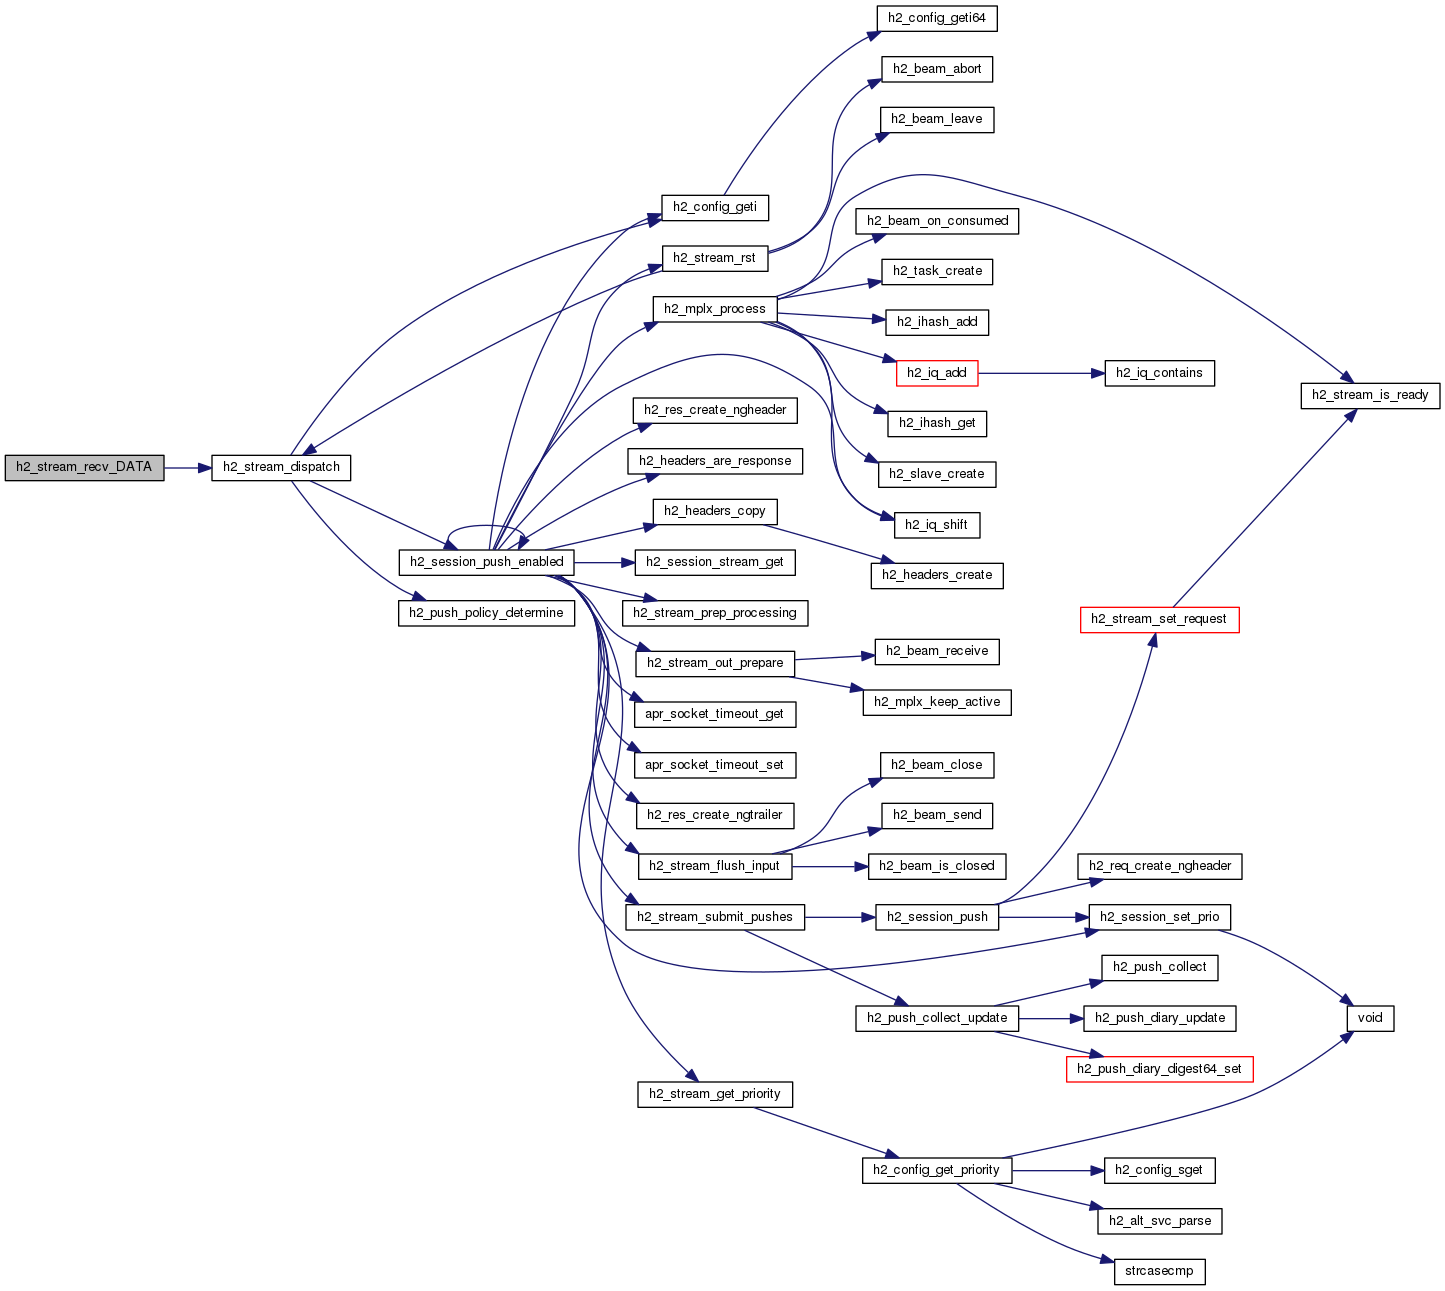 h2_config_geti64
h2_beam_abort
h2_beam_leave
h2_config_geti
h2_beam_on_consumed
h2_stream_rst
h2_task_create
h2_mplx_process
h2_ihash_add
h2_iq_add
h2_iq_contains
h2_stream_is_ready
h2_res_create_ngheader
h2_ihash_get
h2_stream_recv_DATA
h2_stream_dispatch
h2_headers_are_response
h2_slave_create
h2_headers_copy
h2_iq_shift
h2_session_push_enabled
h2_session_stream_get
h2_headers_create
h2_push_policy_determine
h2_stream_prep_processing
h2_stream_set_request
h2_stream_out_prepare
h2_beam_receive
h2_mplx_keep_active
apr_socket_timeout_get
apr_socket_timeout_set
h2_beam_close
h2_res_create_ngtrailer
h2_beam_send
h2_stream_flush_input
h2_beam_is_closed
h2_req_create_ngheader
h2_stream_submit_pushes
h2_session_push
h2_session_set_prio
h2_push_collect
h2_push_collect_update
h2_push_diary_update
void
h2_push_diary_digest64_set
h2_stream_get_priority
h2_config_get_priority
h2_config_sget
h2_alt_svc_parse
strcasecmp